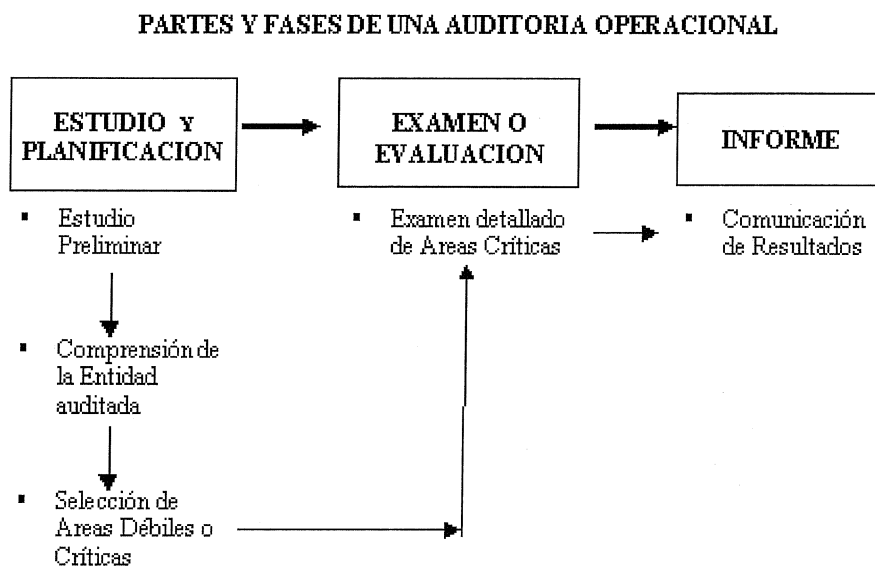 PARTES Y FASES DE UNA AUDITORIA OPERACIONAL
ESTUDIO Y
PLANIFICACION
EXAMEN O
EVALUACION
INFORME
▪ Estudio
Preliminar
▪ Comprensión de
la Entidad
auditada
▪ Selección de
Areas Débiles o
Críticas
▪ Examen detallado
de Areas Críticas
▪ Comunicación
de Resultados